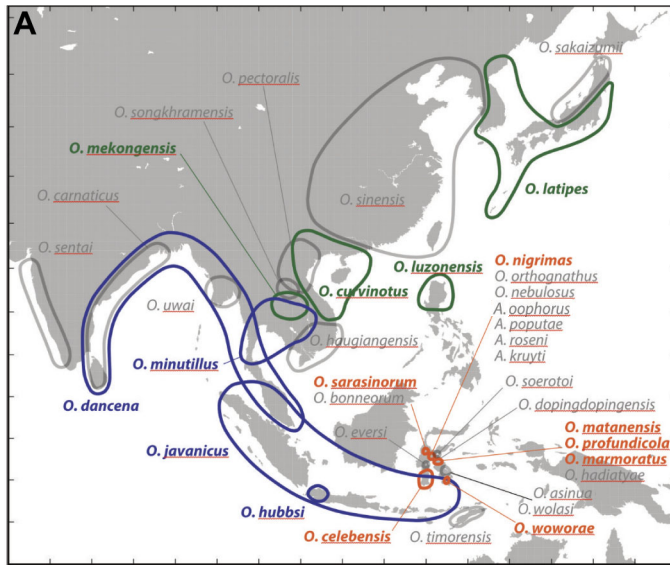 A
O. sakaizumii
O. pectoralis
O. songkhramensis
O. mekongensis
O. carnaticus
O. sinensis
O. latipes
O. sentai
O. nigrimas
O. luzonensis
O. orthognathus
O. curvinotus
O. nebulosus
O. uwai
A. oophorus
A. poputae
O. haugiangensis
A. roseni
O. minutillus
A. kruyti
O. sarasinorum
O. soerotoi
O. bonneorum
O. dancena
O. dopingdopingensis
O. matanensis
O. eversi
O. javanicus
O. profundicola
O. marmoratus
O. hadiatyae
O. asinua
O. hubbsi
O. wolasi
O. celebensis
O. timorensis
O. woworae